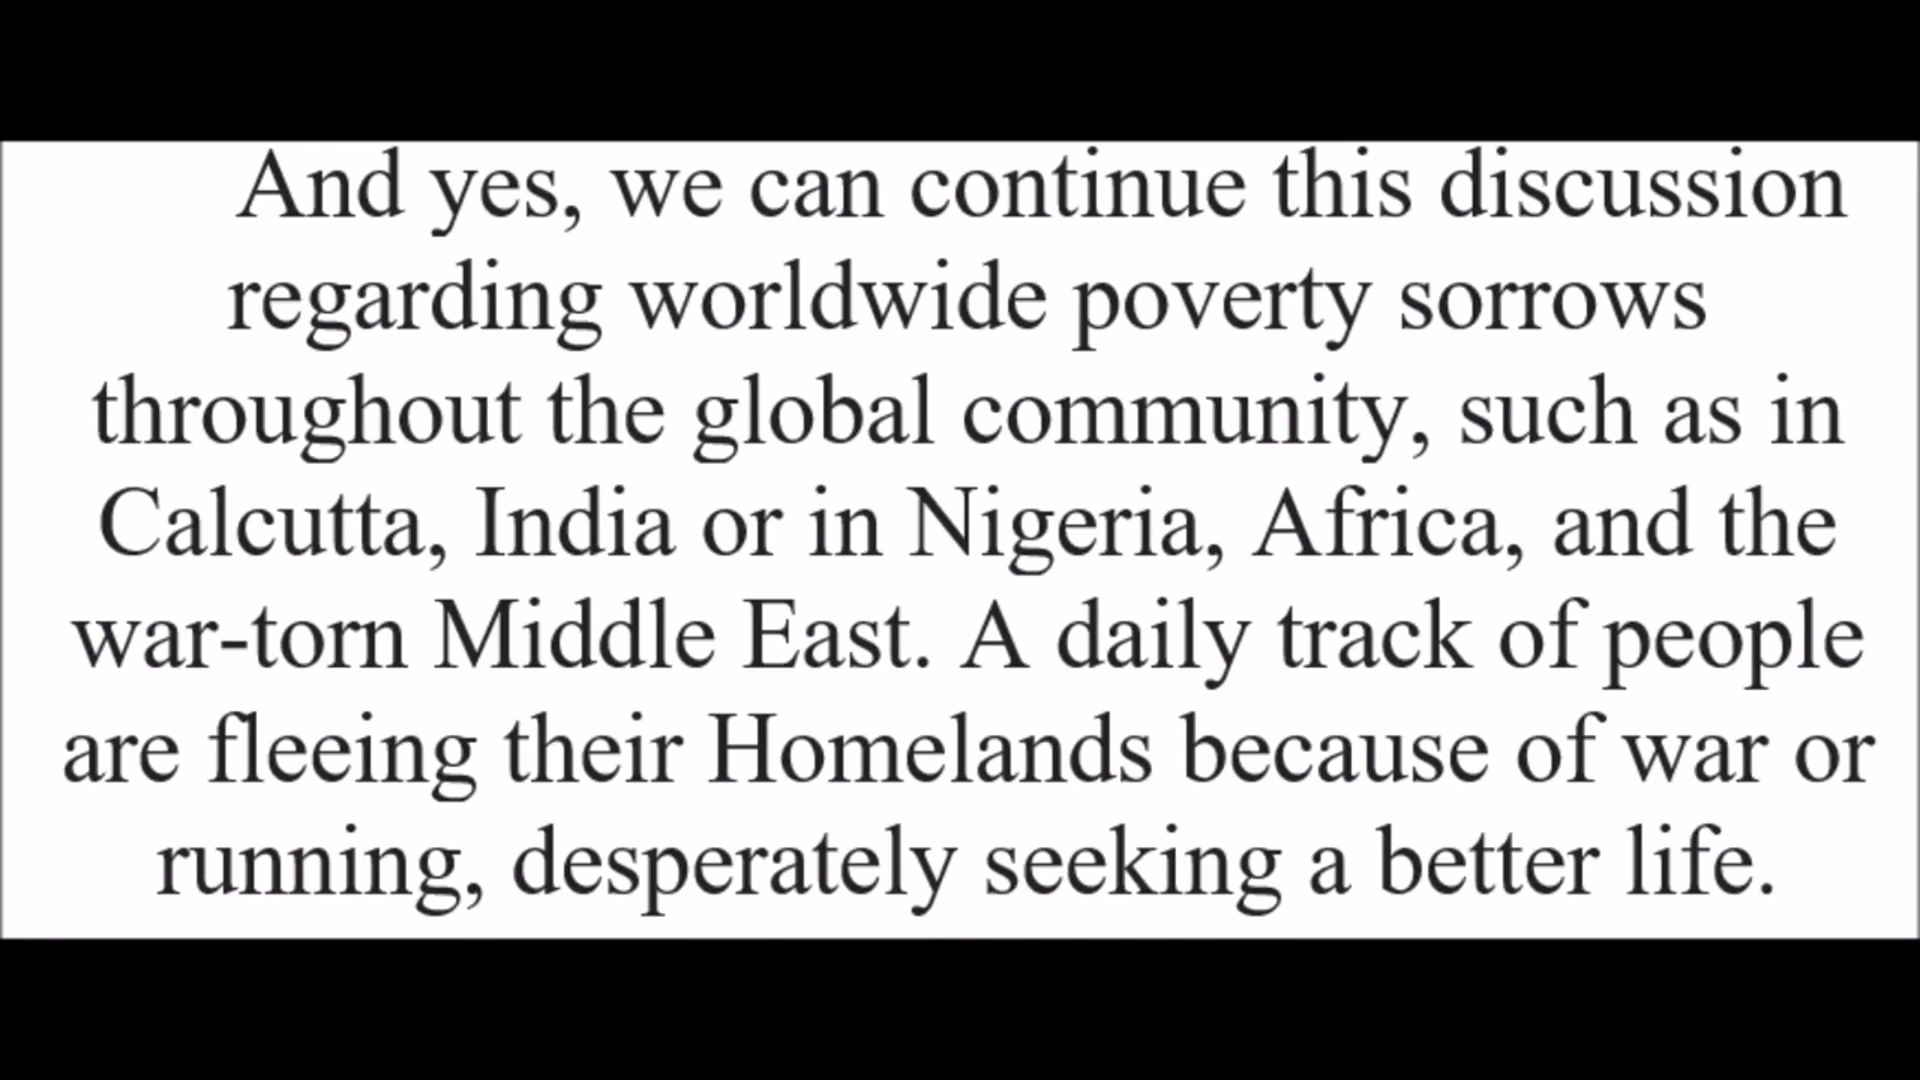 And yes, we can continue this discussion
regarding worldwide poverty sorrows
throughout the global community, such as in
Calcutta, India or in Nigeria, Africa, and the
war-torn Middle East. A daily track of people
are fleeing their Homelands because of war or
running, desperately seeking a better life.